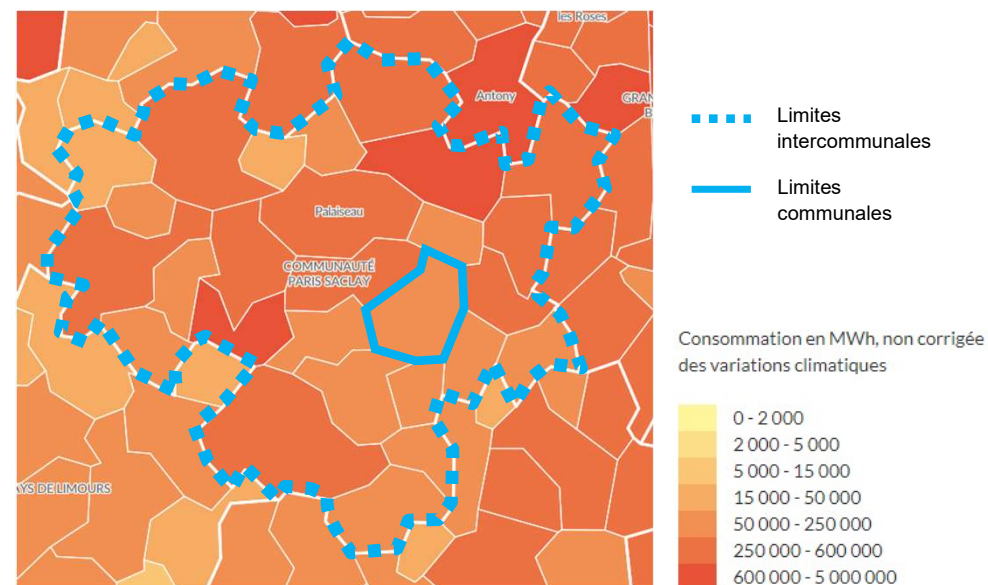 les Roses
Antony
GRAN
B
Palaiseau
COMMUNAUTÉ
PARIS SACLAY
AYS DE LIMOURS
Limites
intercommunales
Limites
communales
Consommation en MWh, non corrigée
des variations climatiques
0 - 2 000
2 000 - 5 000
5 000 - 15 000
15 000 - 50 000
50 000 - 250 000
250 000 - 600 000
600 000 - 5 000 000